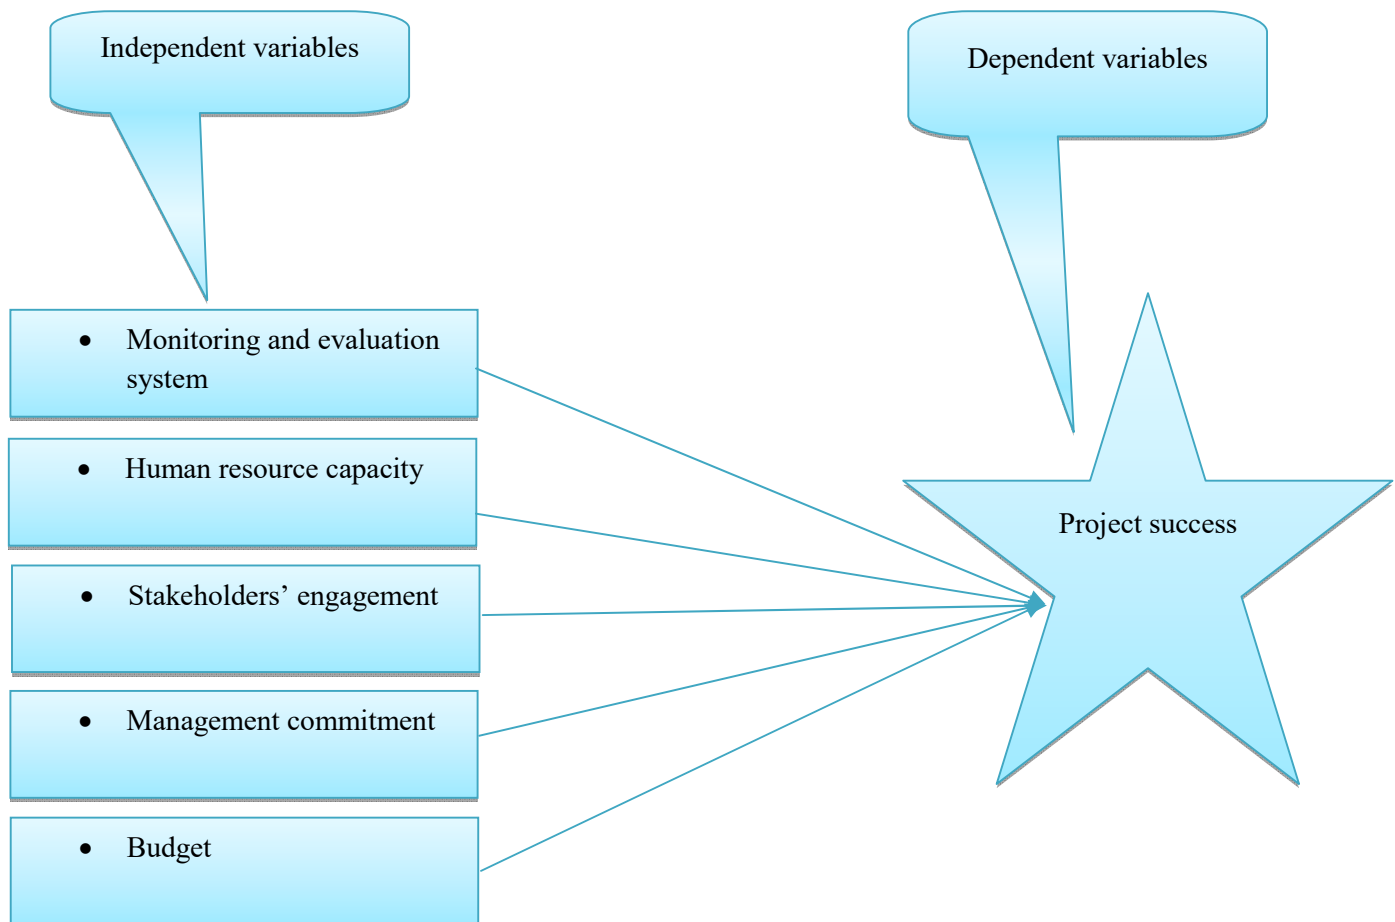 Independent variables
Dependent variables
• Monitoring and evaluation
system
• Human resource capacity
• Stakeholders’ engagement
• Management commitment
• Budget
Project success